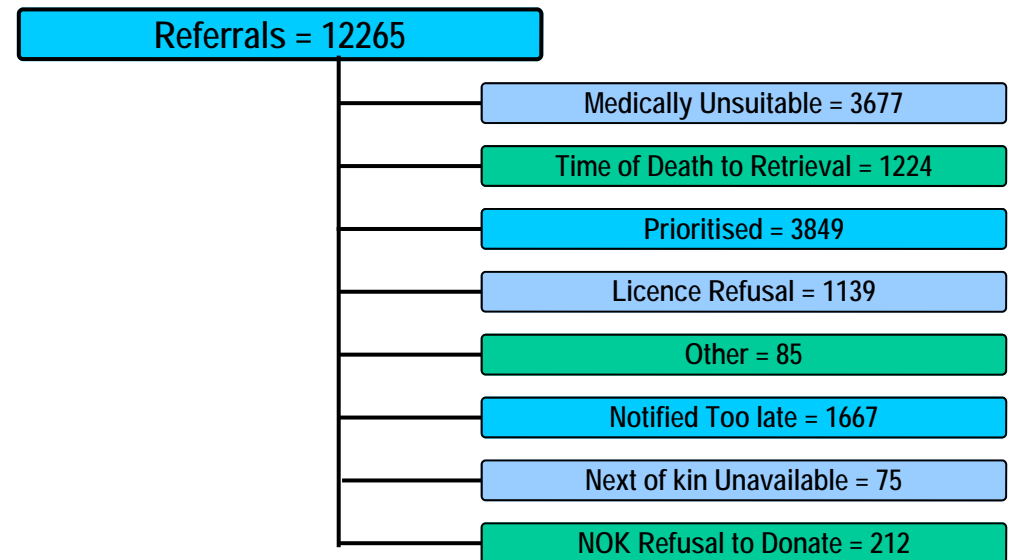 Referrals = 12265
Medically Unsuitable = 3677
Time of Death to Retrieval = 1224
Prioritised = 3849
Licence Refusal = 1139
Other = 85
Notified Too late = 1667
Next of kin Unavailable = 75
NOK Refusal to Donate = 212